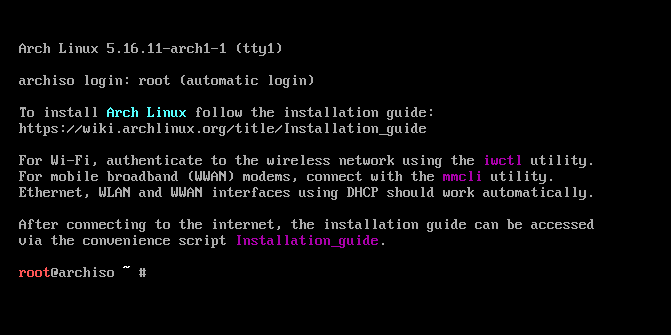 Arch Linux 5.16.11-arch1-1 (tty1)
archiso login: root (automatic login)
To install Arch Linux follow the installation guide:
https://wiki.archlinux.org/title/Installation_guide
For Wi-Fi, authenticate to the wireless network using the iwctl utility.
For mobile broadband (WWAN) modems, connect with the mmcli utility.
Ethernet, WLAN and WWAN interfaces using DHCP should work automatically.
After connecting to the internet, the installation guide can be accessed
via the convenience script Installation_guide.
root@archiso ~ #